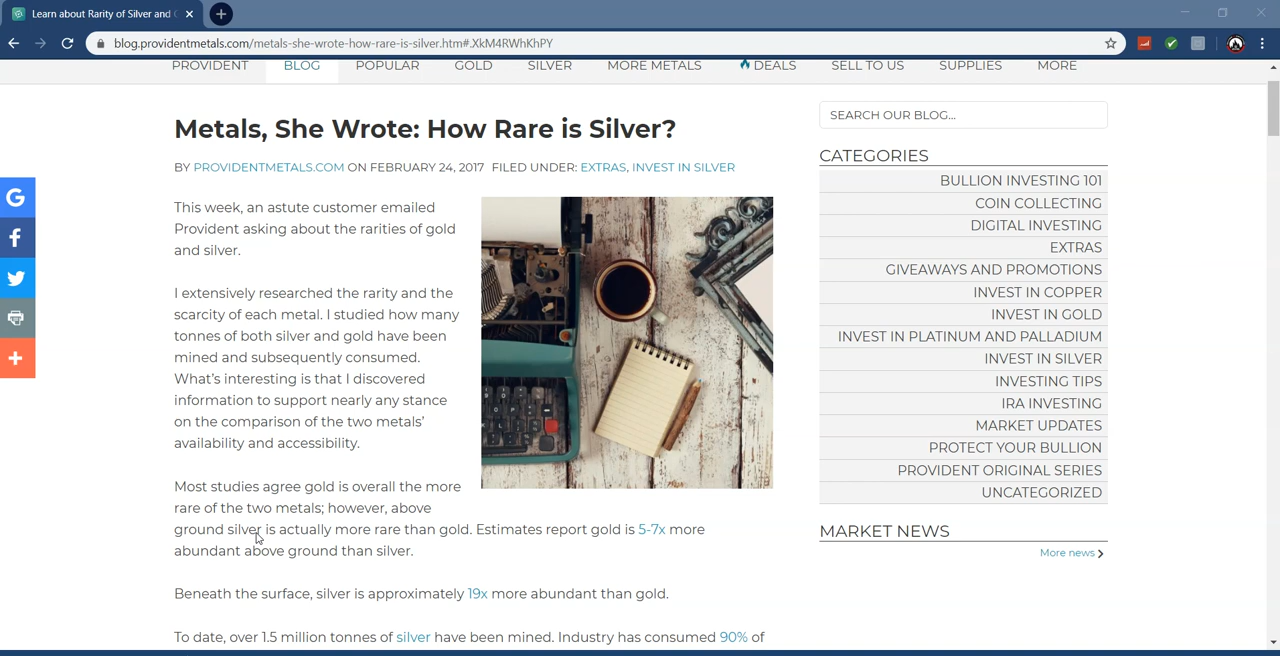 Learn about Rarity of Silver and
blog.providentmetals.com/metals-she-wrote-how-rare-is-silver.htm#.XkM4RWhKhPY
PROVIDENT BLOG POPULAR GOLD SILVER MORE METALS DEALS SELL TO US SUPPLIES MORE
Metals, She Wrote: How Rare is Silver?
BY PROVIDENTMETALS.COM ON FEBRUARY 24, 2017 FILED UNDER: EXTRAS, INVEST IN SILVER
This week, an astute customer emailed
Provident asking about the rarities of gold
and silver.
I extensively researched the rarity and the
scarcity of each metal. I studied how many
tonnes of both silver and gold have been
mined and subsequently consumed.
What's interesting is that I discovered
information to support nearly any stance
on the comparison of the two metals'
availability and accessibility.
Most studies agree gold is overall the more
rare of the two metals; however, above
ground silver is actually more rare than gold. Estimates report gold is 5-7x more
abundant above ground than silver.
Beneath the surface, silver is approximately 19x more abundant than gold.
To date, over 1.5 million tonnes of silver have been mined. Industry has consumed 90% of
SEARCH OUR BLOG...
CATEGORIES
BULLION INVESTING 101
COIN COLLECTING
DIGITAL INVESTING
EXTRAS
GIVEAWAYS AND PROMOTIONS
INVEST IN COPPER
INVEST IN GOLD
INVEST IN PLATINUM AND PALLADIUM
INVEST IN SILVER
INVESTING TIPS
IRA INVESTING
MARKET UPDATES
PROTECT YOUR BULLION
PROVIDENT ORIGINAL SERIES
UNCATEGORIZED
MARKET NEWS
More news